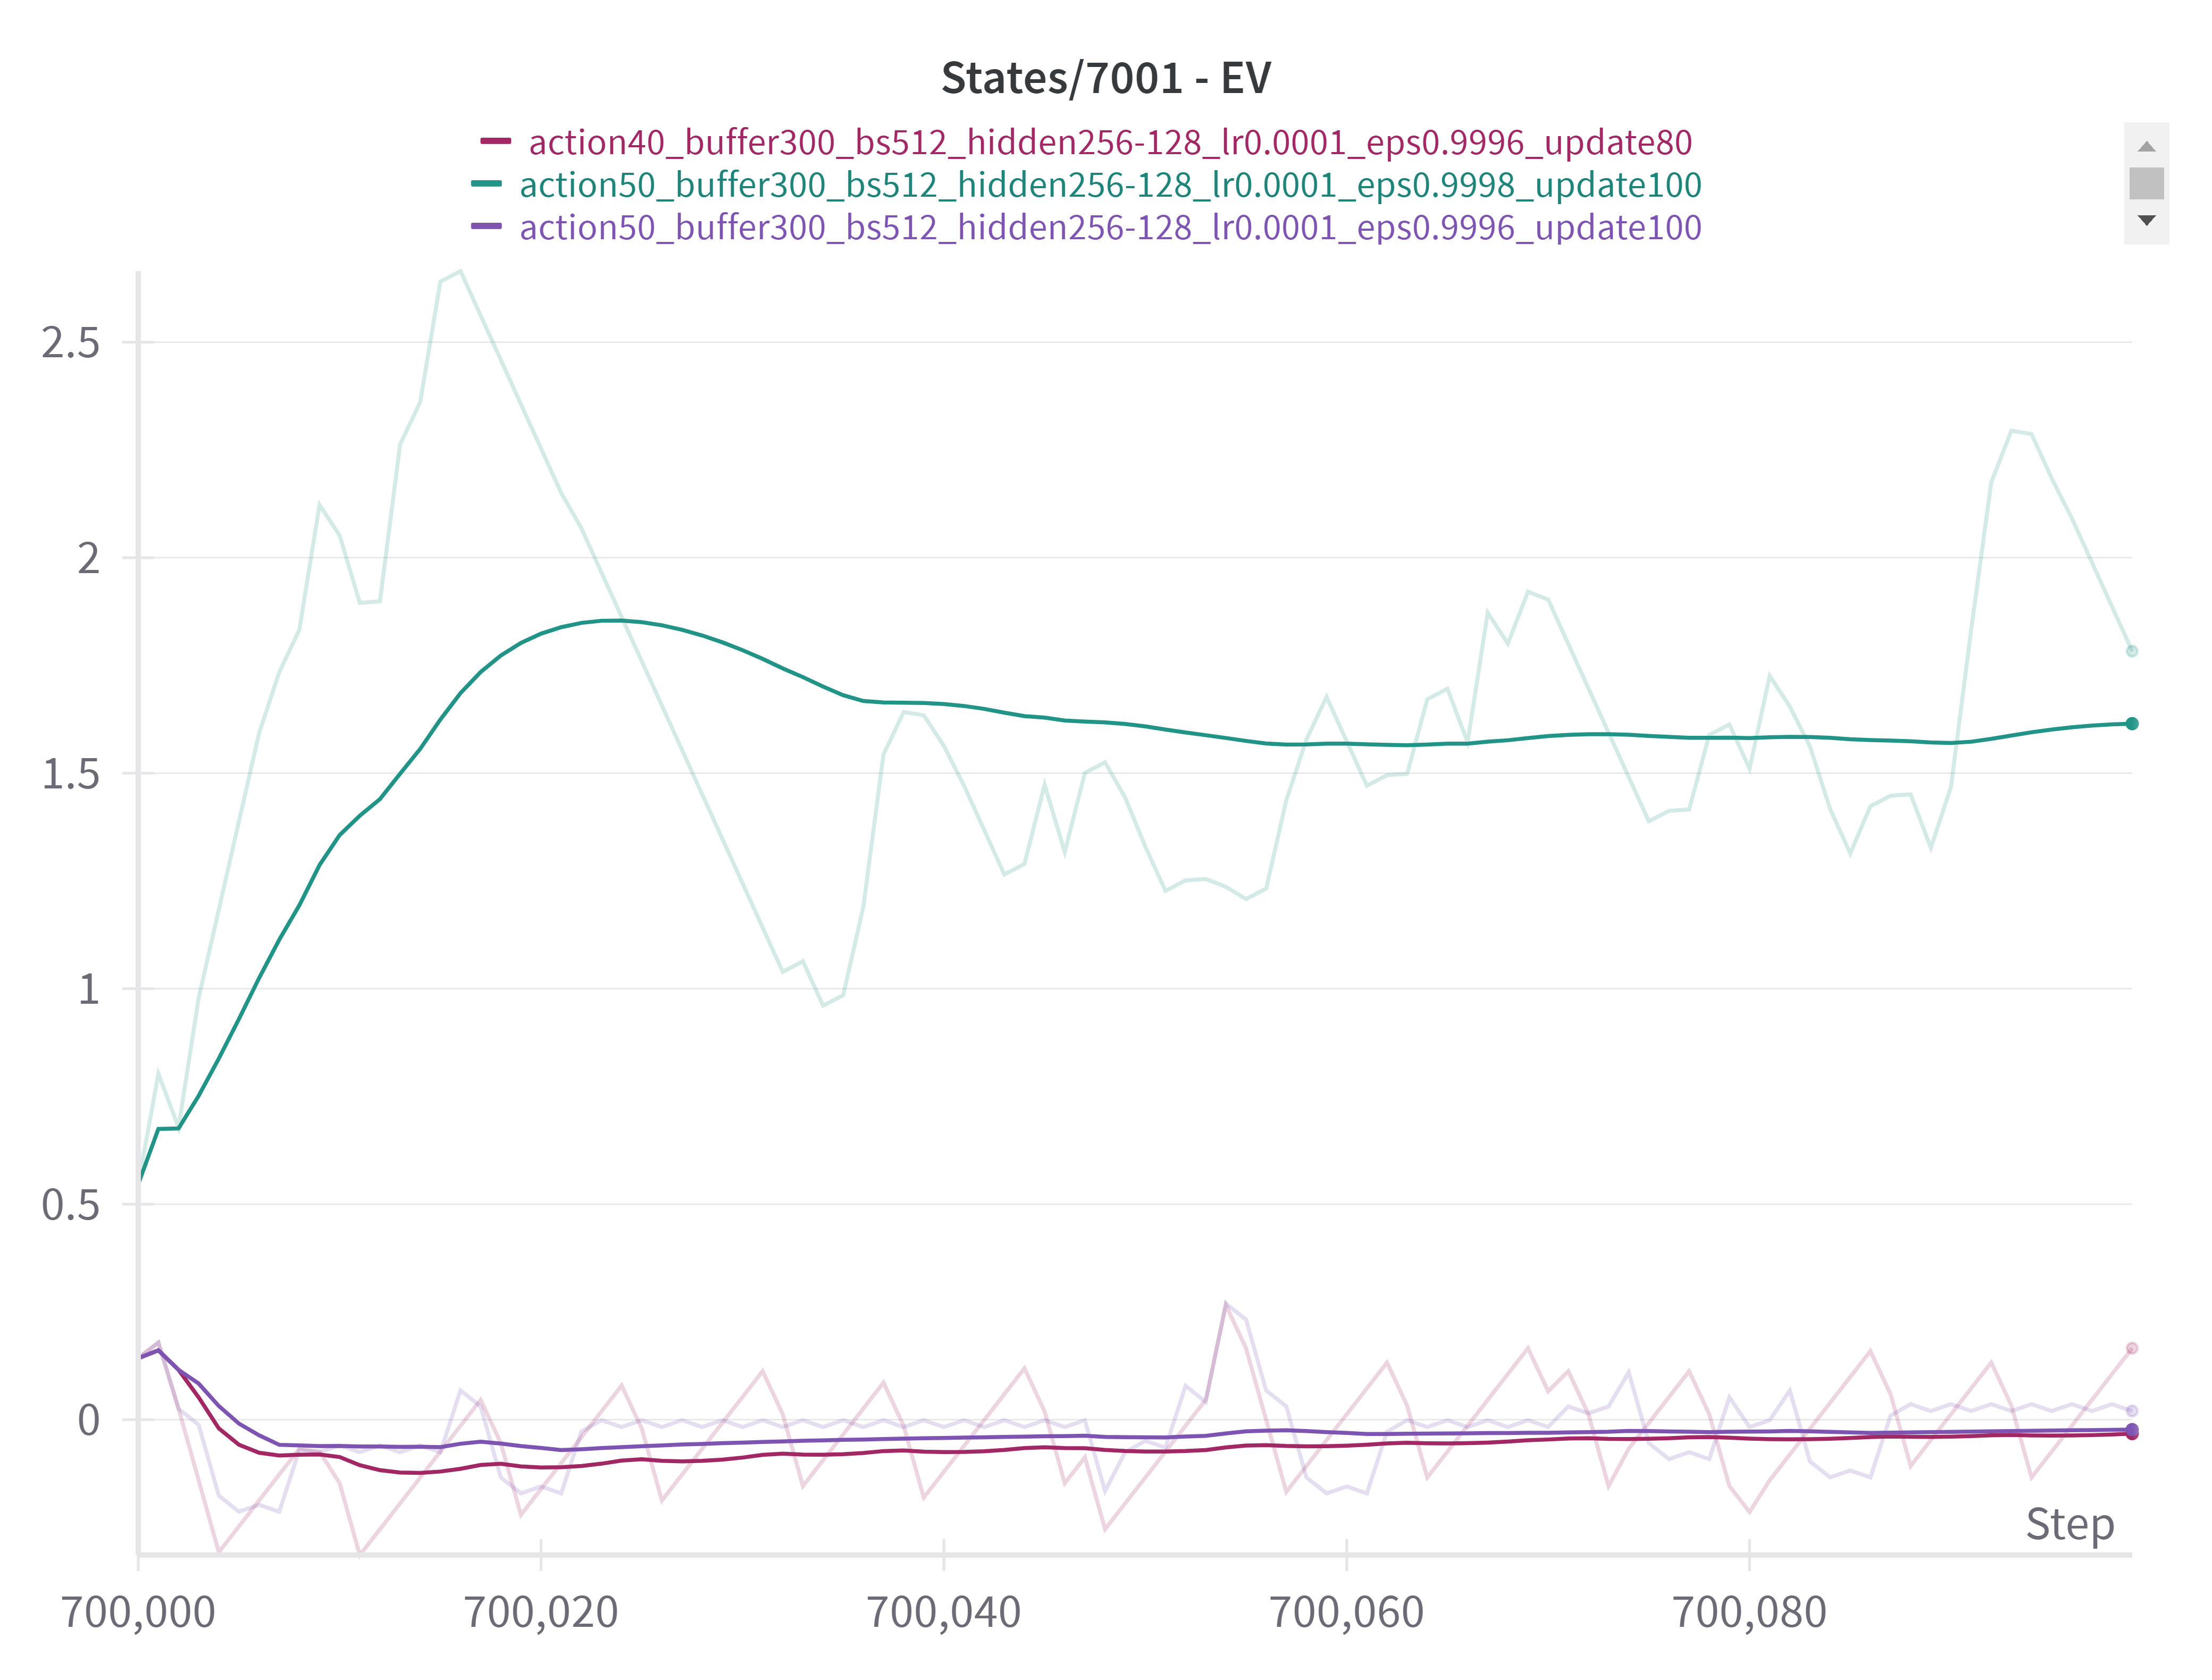 States/7001 - EV
action40_buffer300_bs512_hidden256-128_lr0.0001_eps0.9996_update80
action50_buffer300_bs512_hidden256-128_lr0.0001_eps0.9998_update100
action50_buffer300_bs512_hidden256-128_lr0.0001_eps0.9996_update100
2.5
2
1.5
1
0.5
0
Step
700,000 700,020 700,040 700,060 700,080